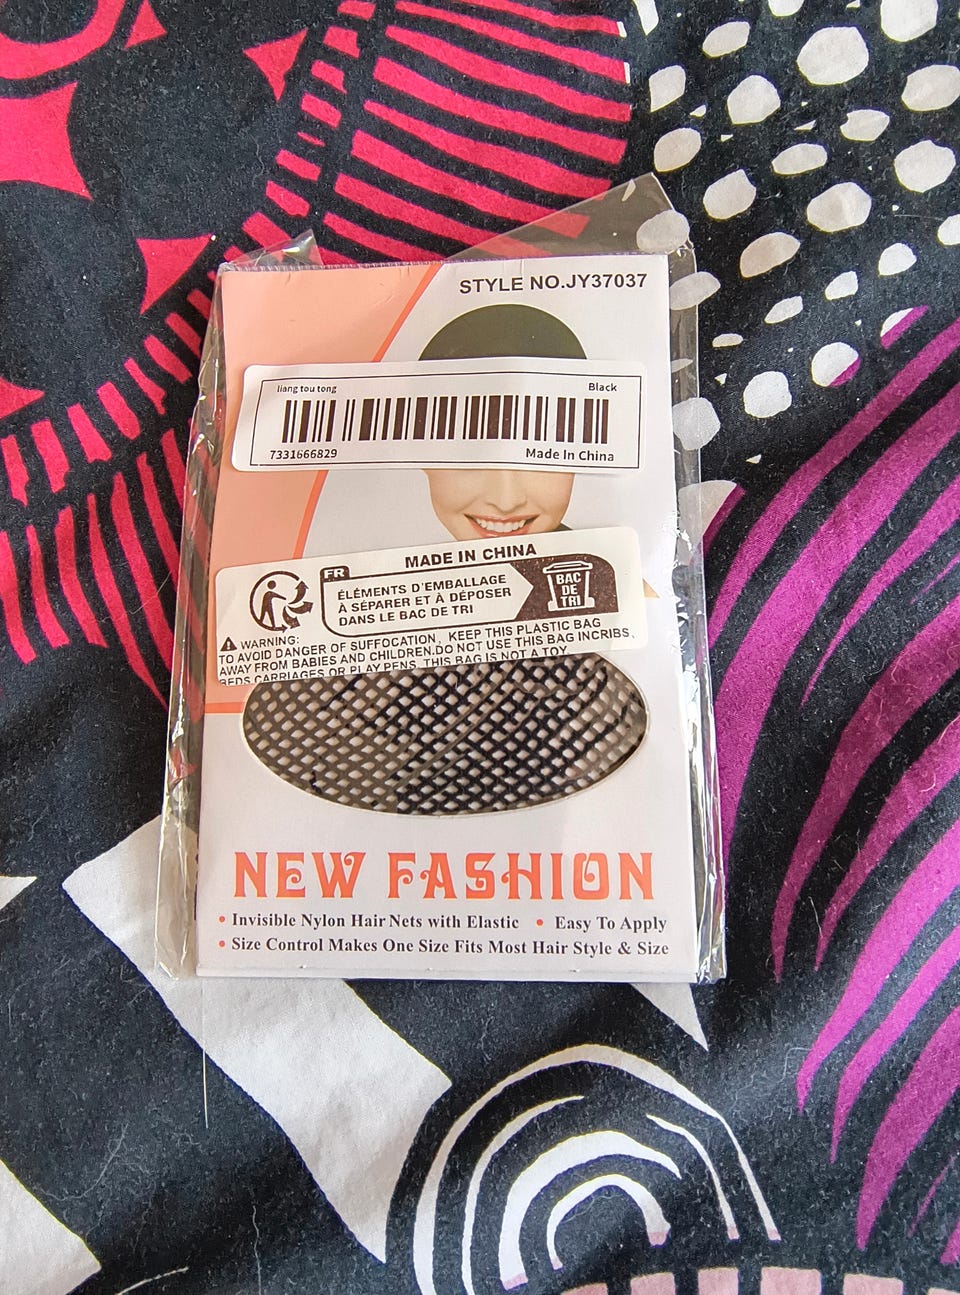 STYLE NO.JY37037
liang tou tong Black
7331666829 Made In China
MADE IN CHINA
FR
ÉLÉMENTS D'EMBALLAGE
À SÉPARER ET À DÉPOSER
DANS LE BAC DE TRI
BAC
DE
TRI
WARNING:
TO AVOID DANGER OF SUFFOCATION, KEEP THIS PLASTIC BAG
AWAY FROM BABIES AND CHILDREN.DO NOT USE THIS BAG INCRIBS,
BEDS CARRIAGES OR PLAY PENS. THIS BAG IS NOT A TOY.
NEW FASHION
• Invisible Nylon Hair Nets with Elastic • Easy To Apply
• Size Control Makes One Size Fits Most Hair Style & Size